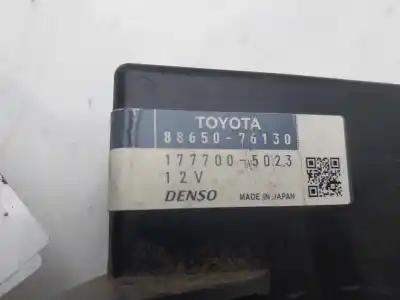 TOYOTA
88650-76130
177700-5023
12V
DENSO MADE IN JAPAN